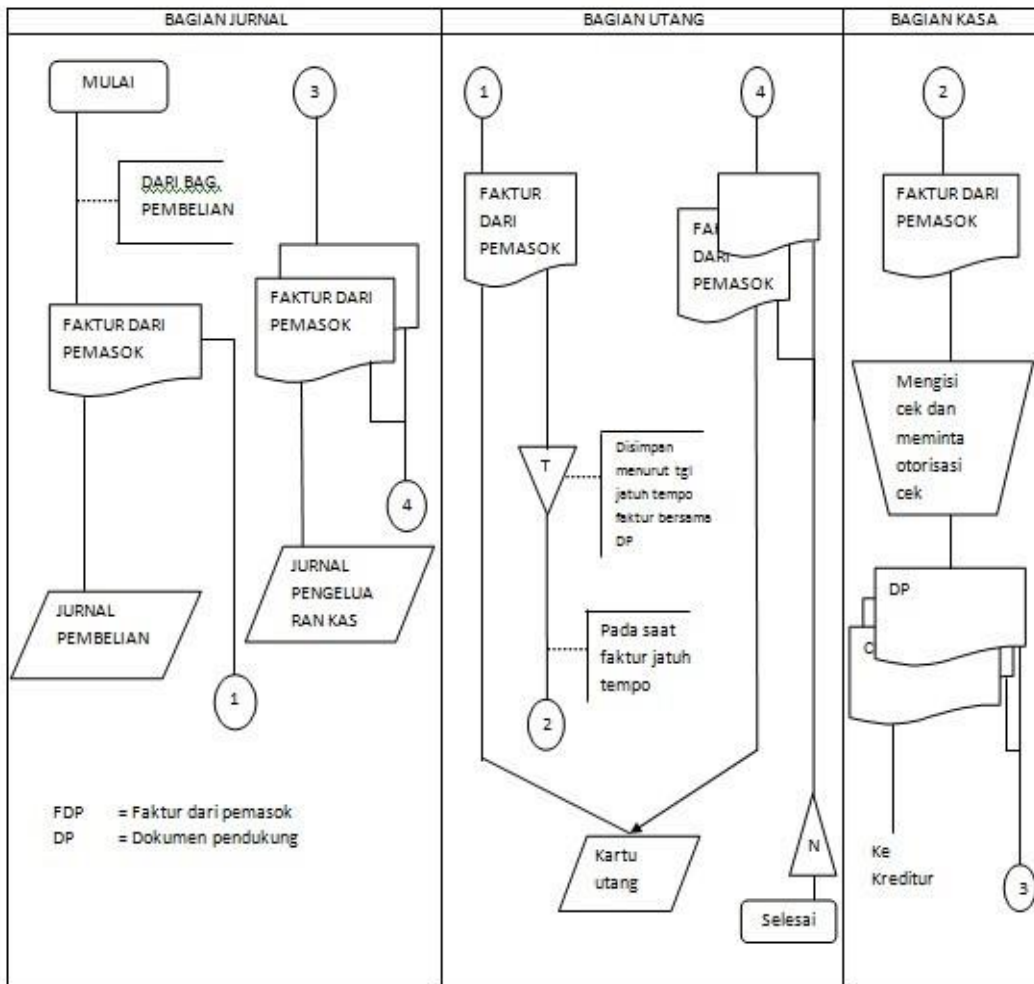 BAGIAN JURNAL
MULAI
3
DARI BAG.
PEMBELIAN
FAKTUR DARI
PEMASOK
FAKTUR DARI
PEMASOK
4
JURNAL
PENGELUA
RAN KAS
JURNAL
PEMBELIAN
1
FDP = Faktur dari pemasok
DP = Dokumen pendukung
BAGIAN UTANG
1
4
FAKTUR
DARI
PEMASOK
DARI
PEMASOK
T
Disimpan
menurut tgl
jatuh tempo
faktur bersama
DP
Pada saat
faktur jatuh
tempo
2
Kartu
utang
N
Selesai
BAGIAN KASA
2
FAKTUR DARI
PEMASOK
Mengisi
cek dan
meminta
otorisasi
cek
DP
Ke
Kreditur
3